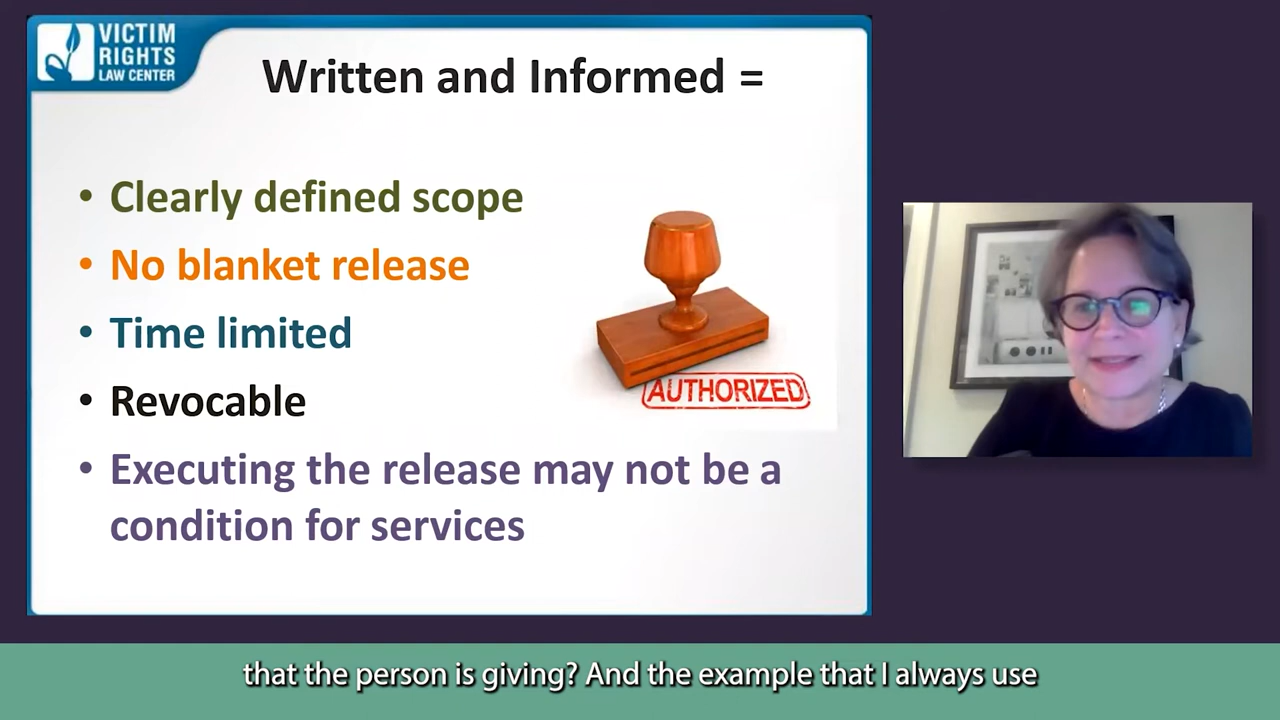 VICTIM
RIGHTS
LAW CENTER
Written and Informed =
• Clearly defined scope
• No blanket release
• Time limited
• Revocable
• Executing the release may not be a
condition for services
AUTHORIZED
that the person is giving? And the example that I always use